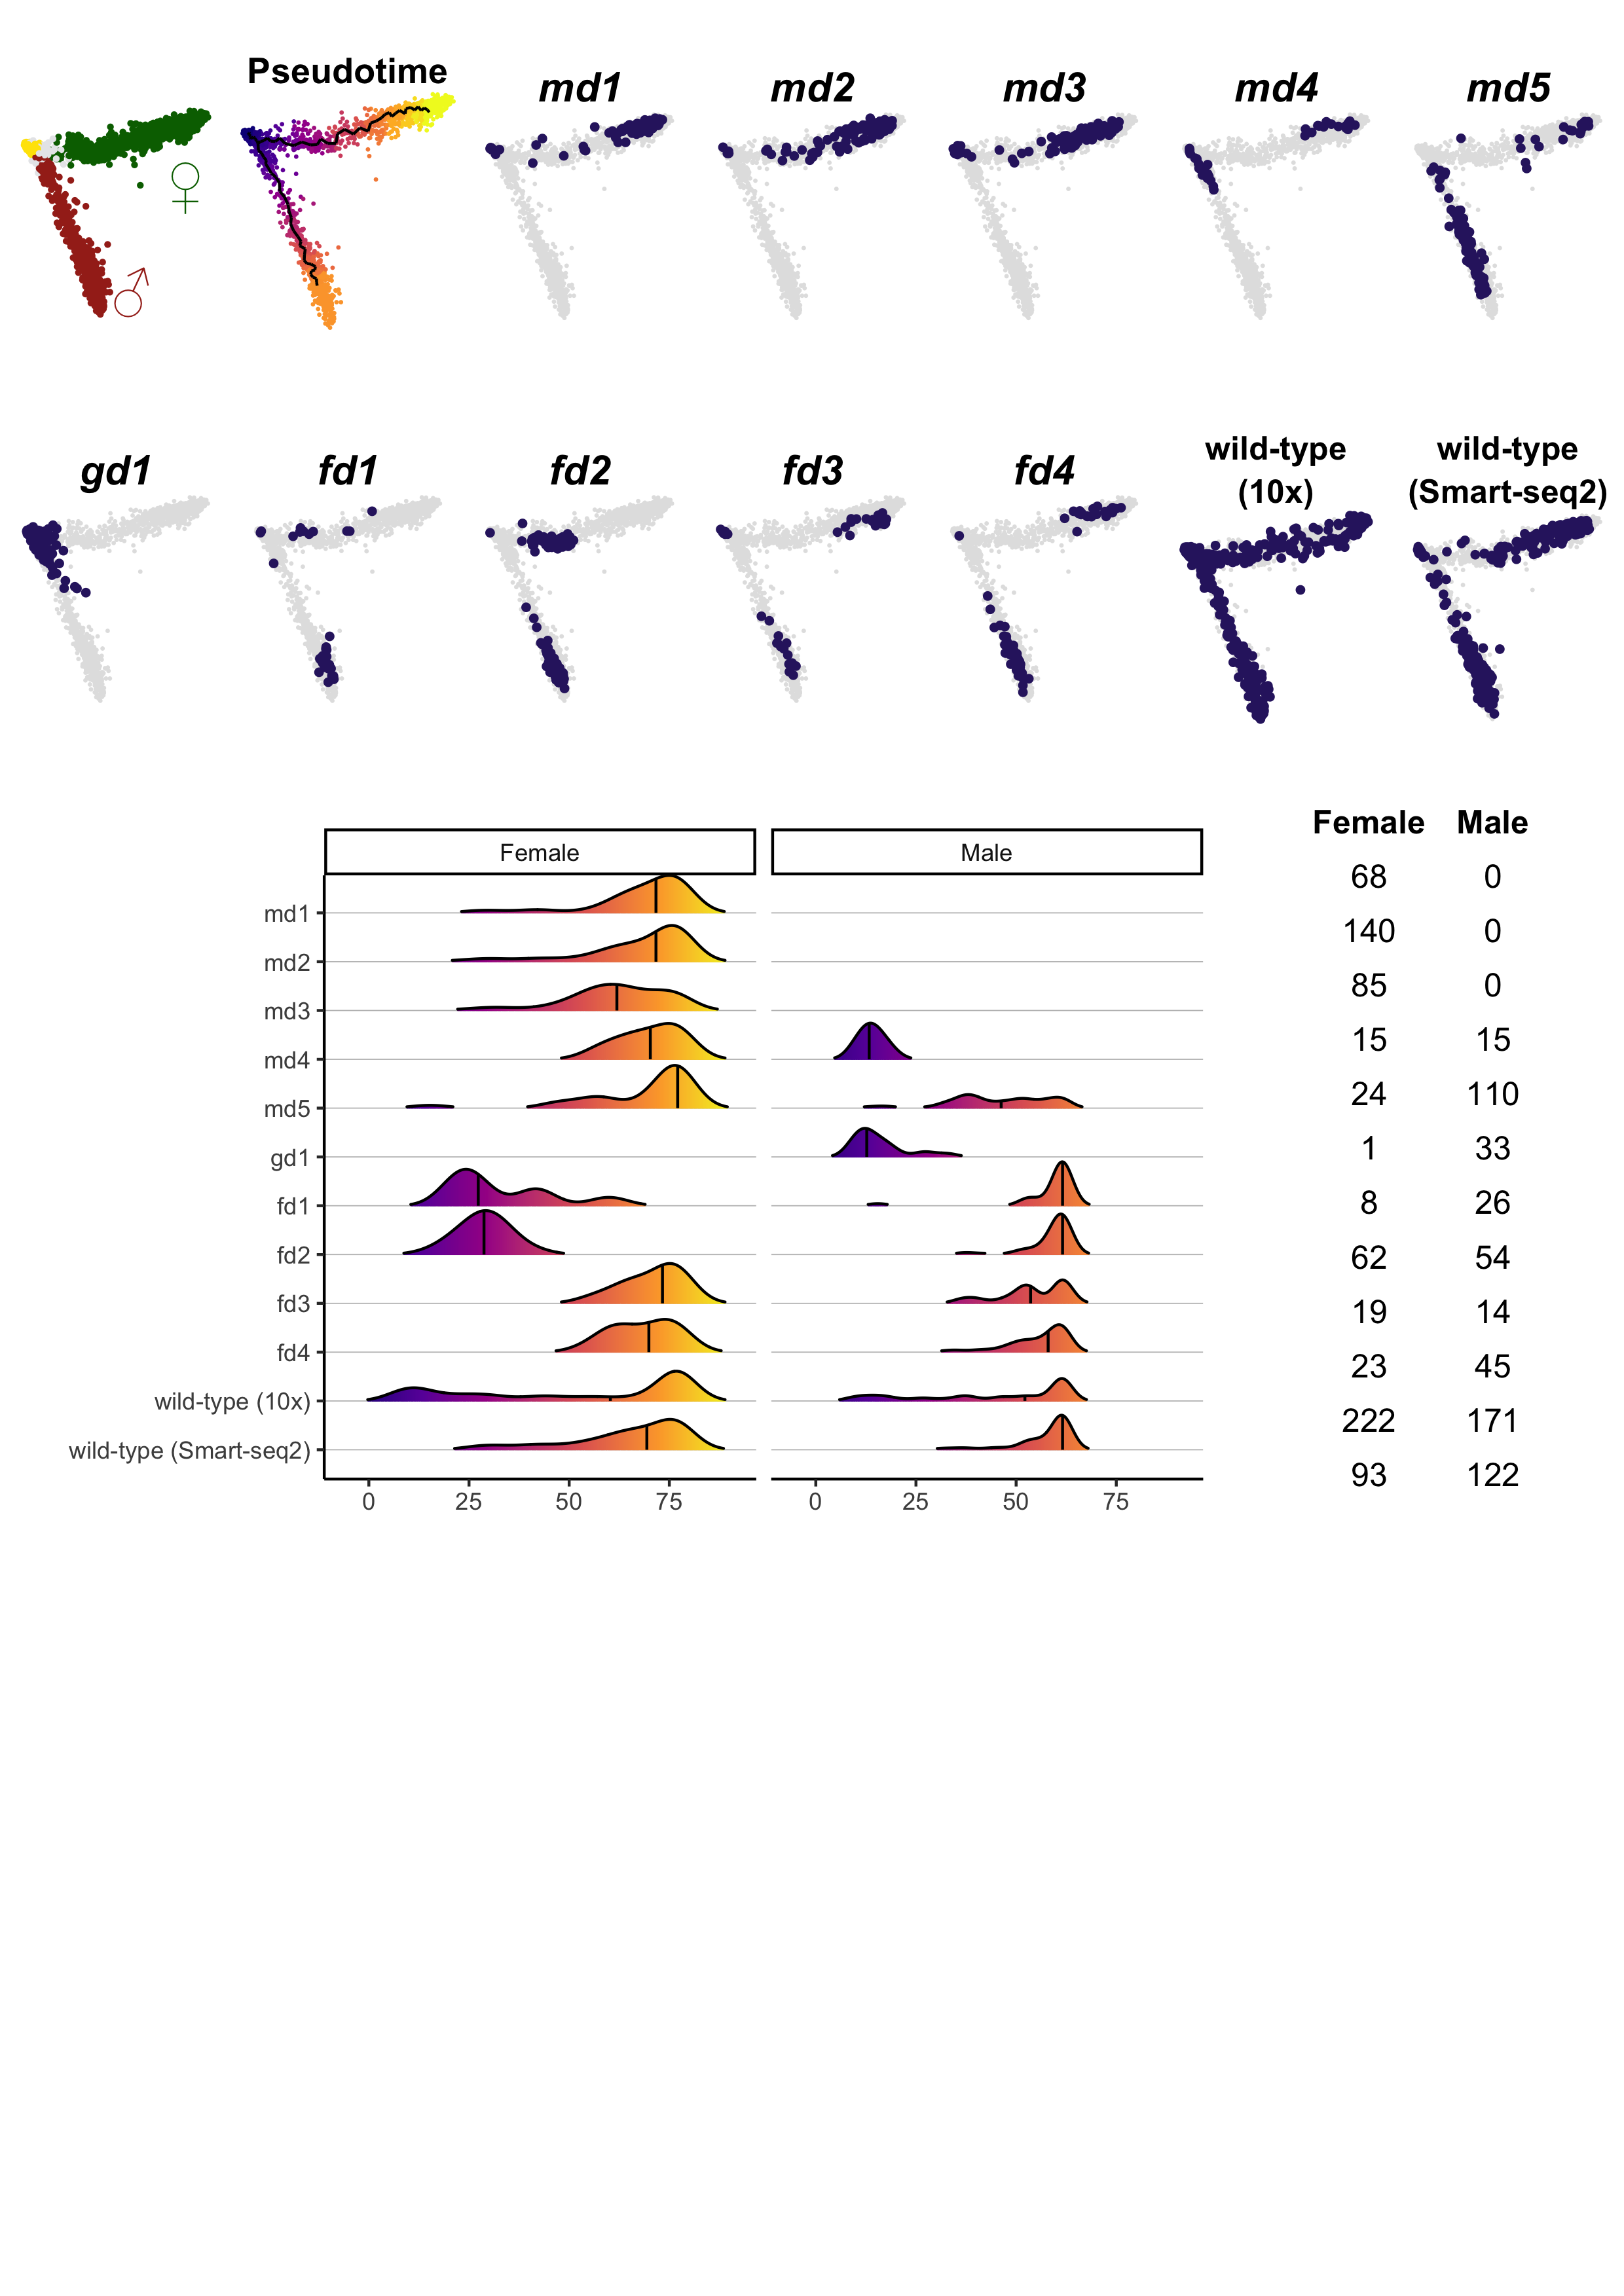 Pseudotime
md1 md2 md3 md4 md5
♀
♂
gd1 fd1 fd2 fd3 fd4 wild-type (10x) wild-type (Smart-seq2)
Female Male
Female Male
md1 68 0
md2 140 0
md3 85 0
md4 15 15
md5 24 110
gd1 1 33
fd1 8 26
fd2 62 54
fd3 19 14
fd4 23 45
wild-type (10x) 222 171
wild-type (Smart-seq2) 93 122
0 25 50 75 0 25 50 75